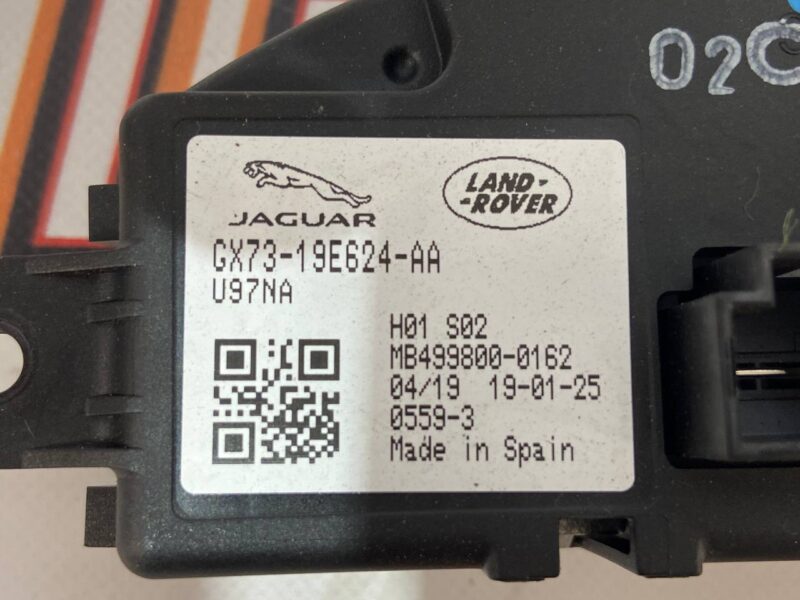 02C
JAGUAR
LAND-
-ROVER
GX73-19E624-AA
U97NA
H01 S02
MB499800-0162
04/19 19-01-25
0559-3
Made in Spain